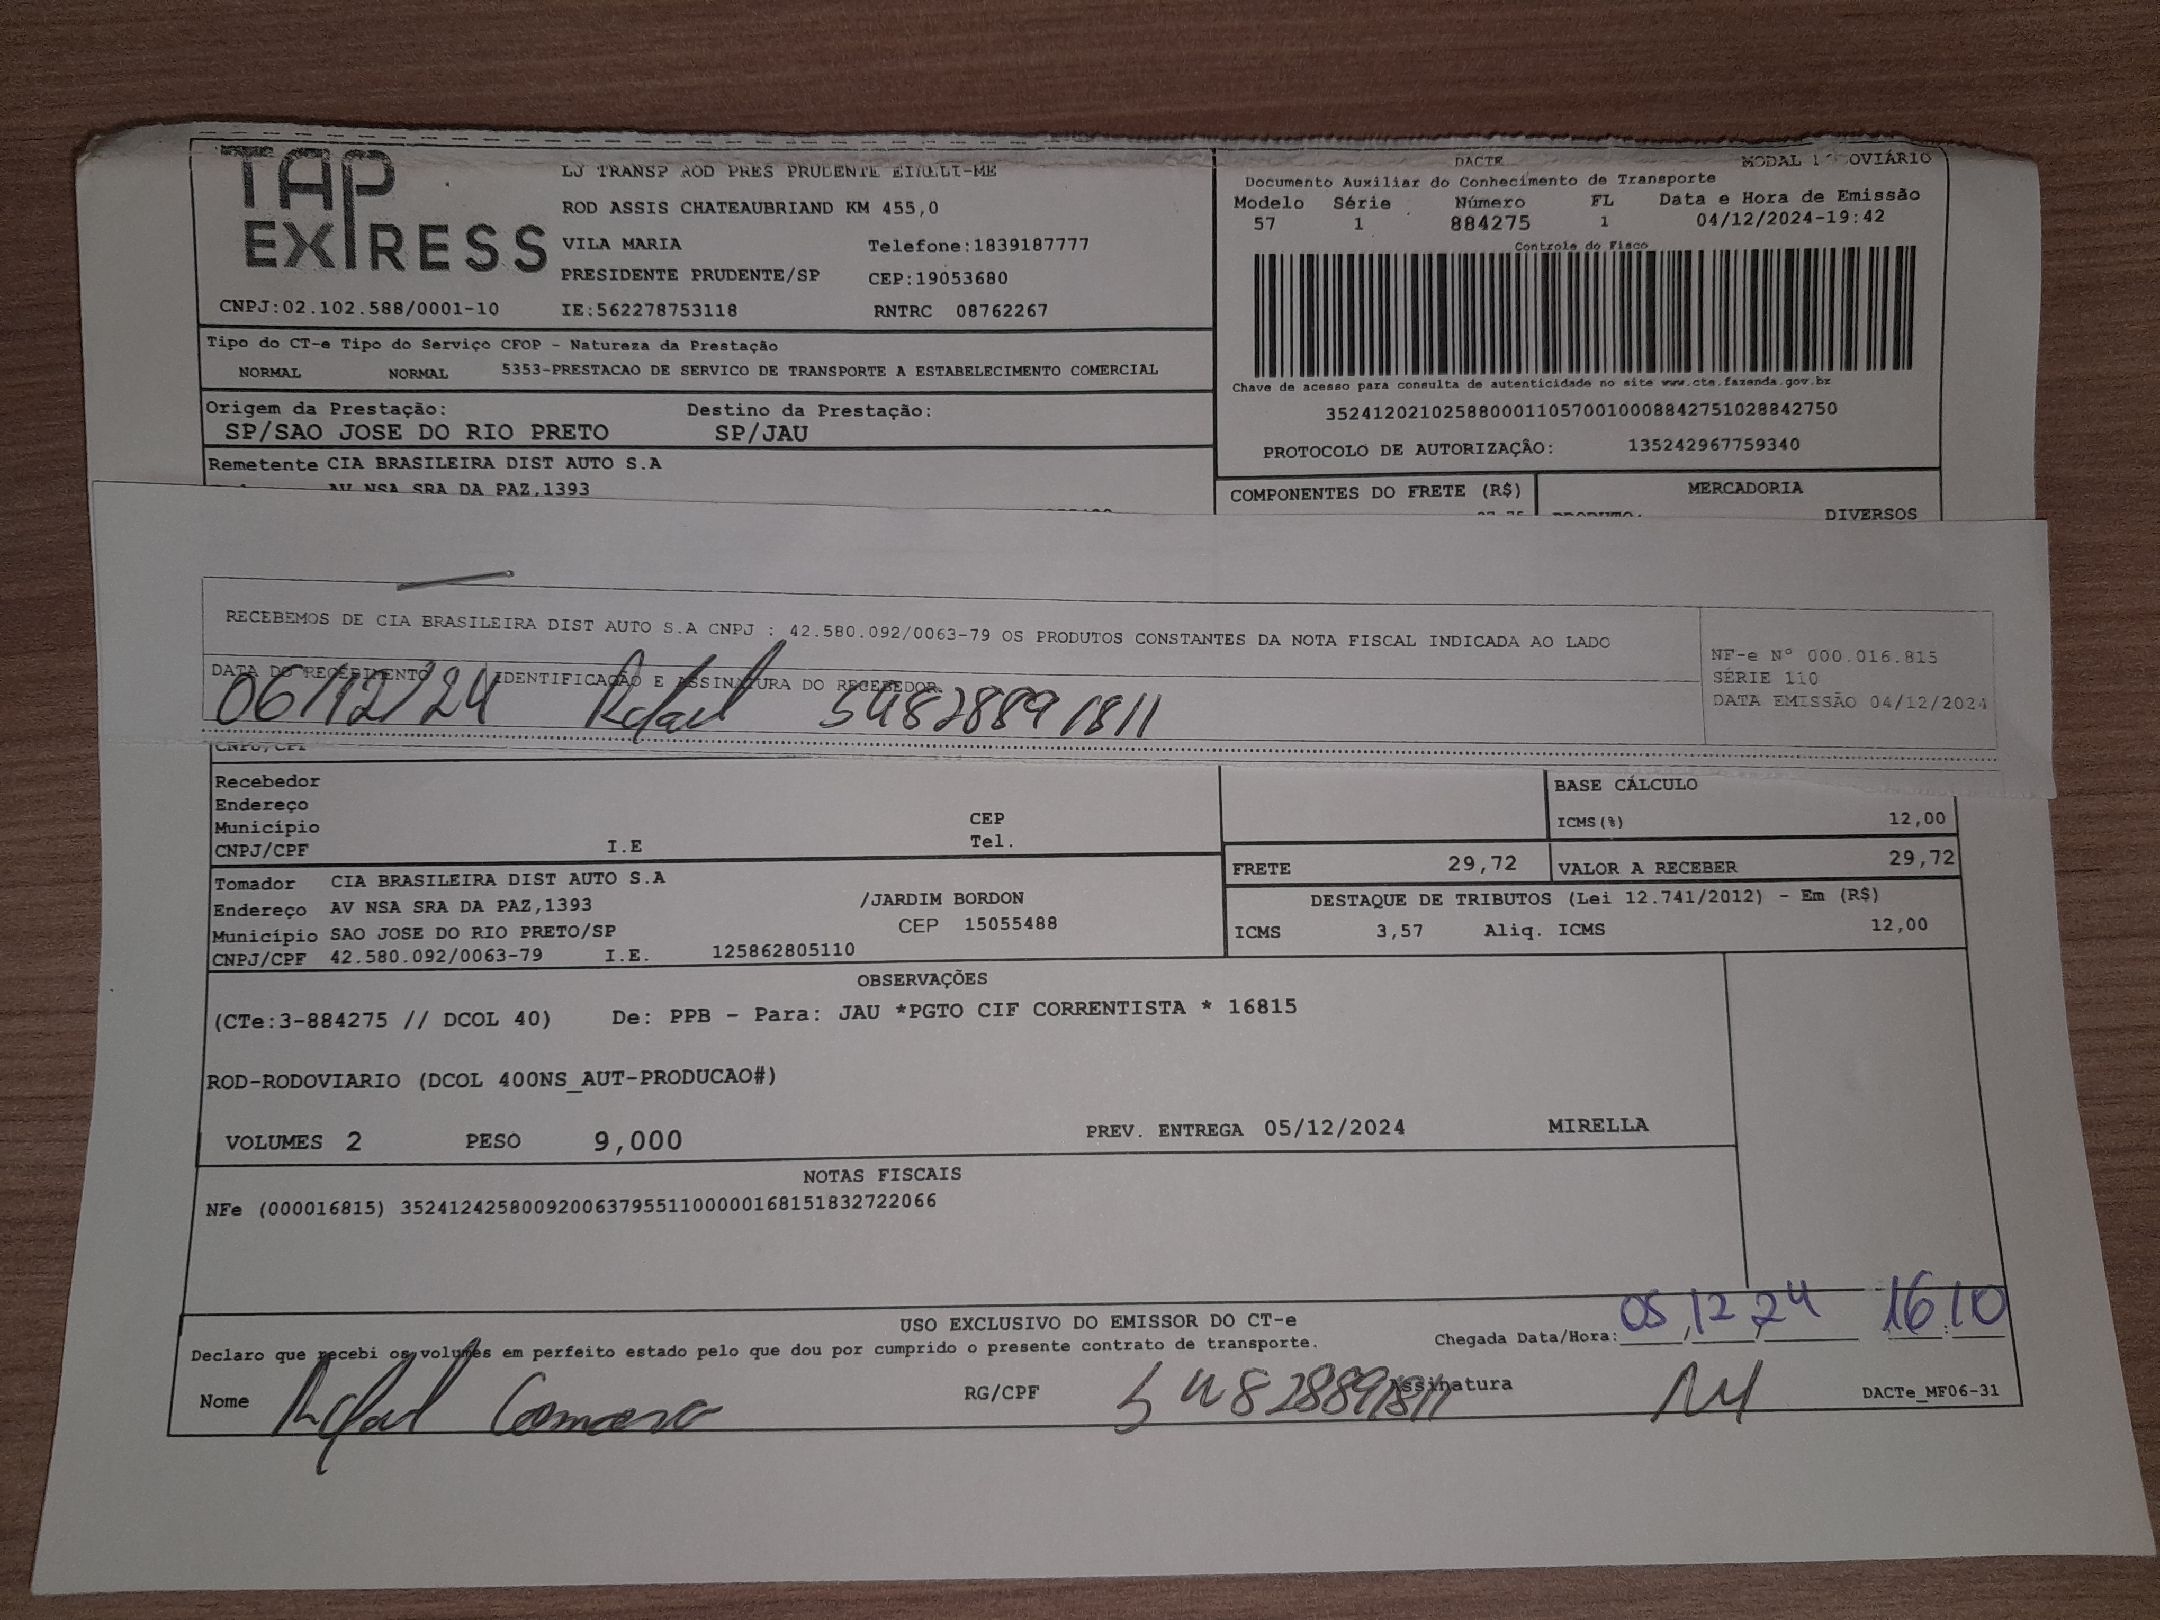 TAP
EXPRESS
LJ TRANSP ROD PRES PRUDENTE EIRELI-ME
ROD ASSIS CHATEAUBRIAND KM 455,0
VILA MARIA Telefone:1839187777
PRESIDENTE PRUDENTE/SP CEP:19053680
CNPJ:02.102.588/0001-10 IE:562278753118 RNTRC 08762267
DACTE MODAL
Documento Auxiliar do Conhecimento de Transporte
Modelo Série Número FL Data e Hora de Emissão
57 1 884275 1 04/12/2024-19:42
Controle do Fisco
Chave de acesso para consulta de autenticidade no site www.cte.fazenda.gov.br
35241202102588000110570010008842751028842750
PROTOCOLO DE AUTORIZAÇÃO: 135242967759340
Tipo do CT-e Tipo do Serviço CFOP - Natureza da Prestação
NORMAL NORMAL 5353-PRESTACAO DE SERVICO DE TRANSPORTE A ESTABELECIMENTO COMERCIAL
Origem da Prestação: Destino da Prestação:
SP/SAO JOSE DO RIO PRETO SP/JAU
Remetente CIA BRASILEIRA DIST AUTO S.A
AV NSA SRA DA PAZ,1393
COMPONENTES DO FRETE (R$) MERCADORIA
PRODUTO: DIVERSOS
RECEBEMOS DE CIA BRASILEIRA DIST AUTO S.A CNPJ : 42.580.092/0063-79 OS PRODUTOS CONSTANTES DA NOTA FISCAL INDICADA AO LADO
DATA DO RECEBIMENTO IDENTIFICAÇÃO E ASSINATURA DO RECEBEDOR
06/12/24 Rafael 54828891811
NF-e Nº 000.016.815
SÉRIE 110
DATA EMISSÃO 04/12/2024
CNPJ/CPF
Recebedor
Endereço
Município CEP
CNPJ/CPF I.E Tel.
BASE CÁLCULO
ICMS(%) 12,00
FRETE 29,72 VALOR A RECEBER 29,72
Tomador CIA BRASILEIRA DIST AUTO S.A
Endereço AV NSA SRA DA PAZ,1393 /JARDIM BORDON
Município SAO JOSE DO RIO PRETO/SP CEP 15055488
CNPJ/CPF 42.580.092/0063-79 I.E. 125862805110
DESTAQUE DE TRIBUTOS (Lei 12.741/2012) - Em (R$)
ICMS 3,57 Aliq. ICMS 12,00
OBSERVAÇÕES
(CTe:3-884275 // DCOL 40) De: PPB - Para: JAU *PGTO CIF CORRENTISTA * 16815
ROD-RODOVIARIO (DCOL 400NS_AUT-PRODUCAO#)
VOLUMES 2 PESO 9,000 PREV. ENTREGA 05/12/2024 MIRELLA
NOTAS FISCAIS
NFe (000016815) 35241242580092006379551100000168151832722066
USO EXCLUSIVO DO EMISSOR DO CT-e
Declaro que recebi os volumes em perfeito estado pelo que dou por cumprido o presente contrato de transporte.
Chegada Data/Hora: 05/12/24 16:10
Nome Rafael RG/CPF 54828891811 Assinatura
DACTe_MF06-31